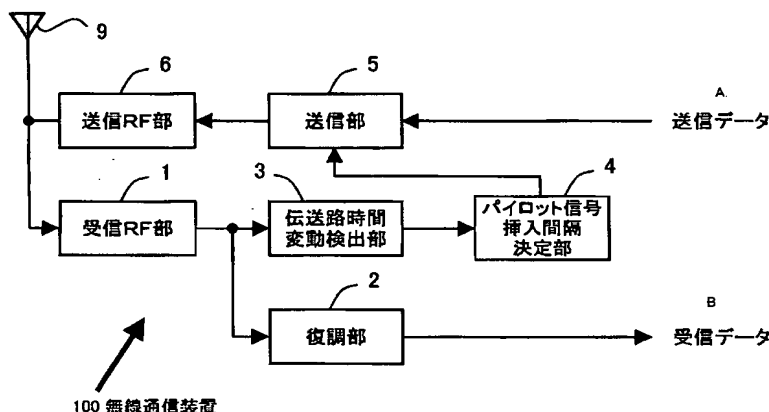 9
6
5
A
送信RF部
送信部
送信データ
1
3
4
受信RF部
伝送路時間
変動検出部
パイロット信号
挿入間隔
決定部
2
B
復調部
受信データ
100 無線通信装置